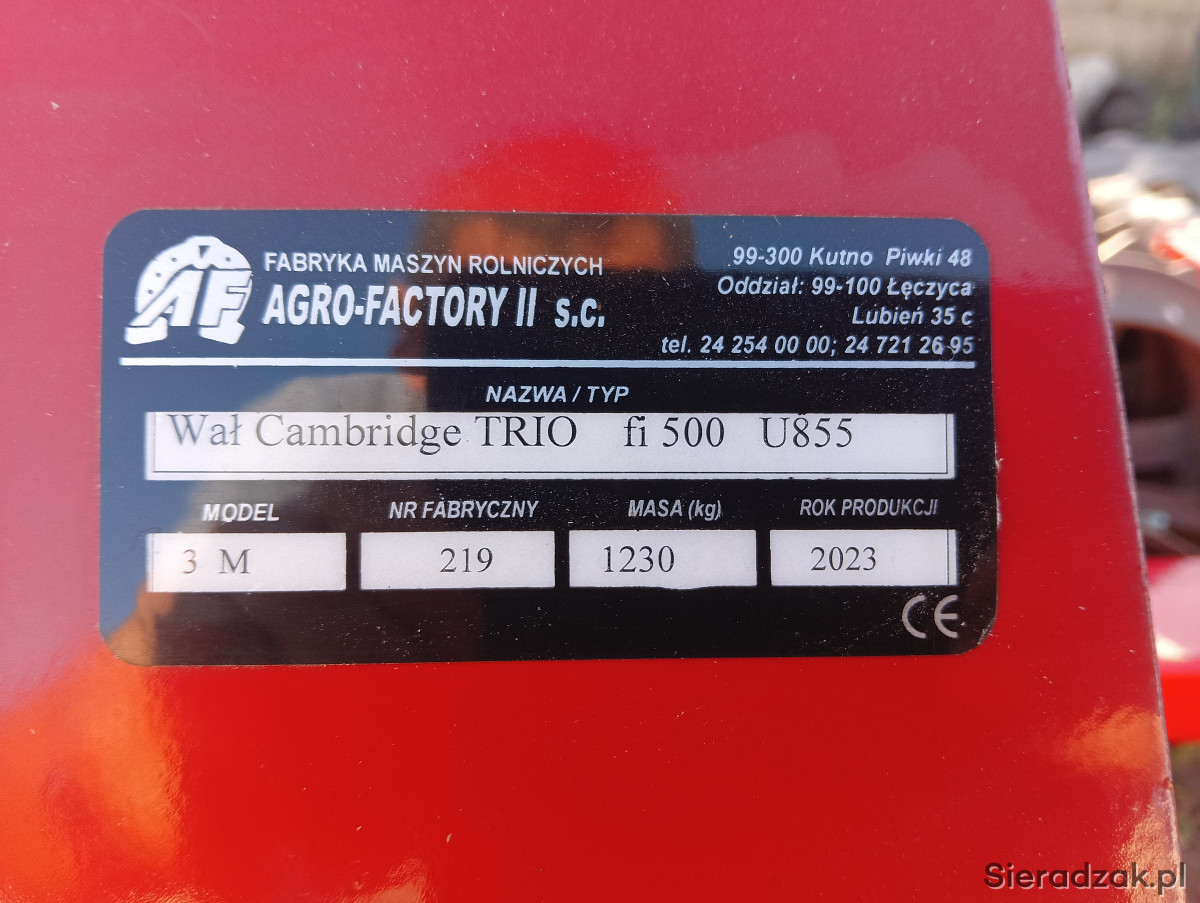 AF
FABRYKA MASZYN ROLNICZYCH
AGRO-FACTORY II s.c.
99-300 Kutno Piwki 48
Oddział: 99-100 Łęczyca
Lubień 35 c
tel. 24 254 00 00; 24 721 26 95
NAZWA / TYP
Wał Cambridge TRIO fi 500 U855
MODEL NR FABRYCZNY MASA (kg) ROK PRODUKCJI
3 M 219 1230 2023
CE
Sieradzak.pl